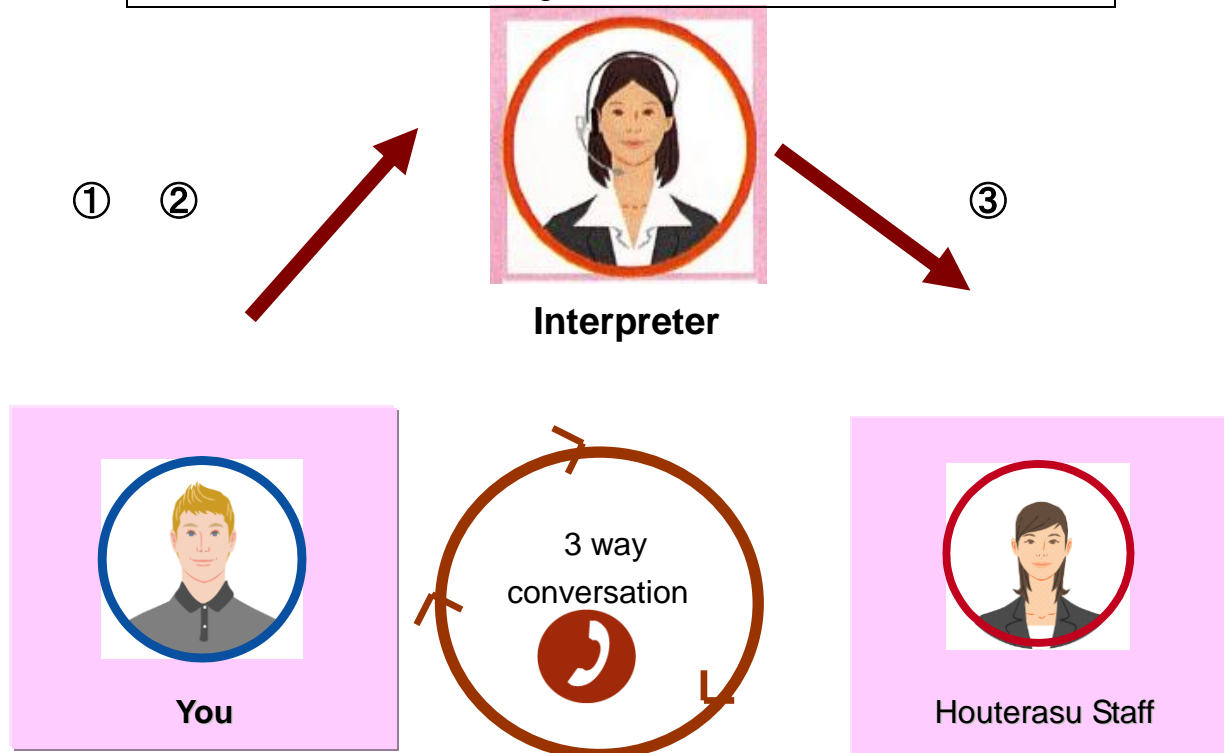 ① ②
③
Interpreter
3 way
conversation
You
Houterasu Staff